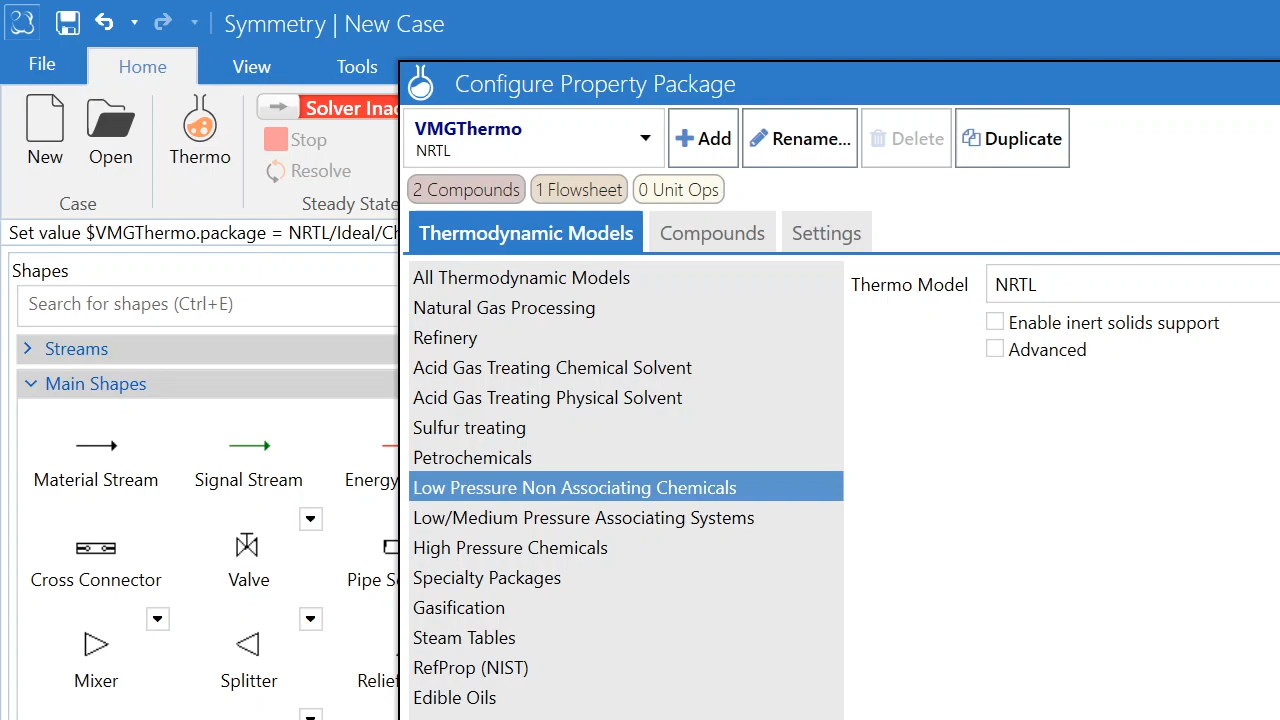 Symmetry | New Case
File
Home
View
Tools
New
Open
Thermo
Solver Inac
Stop
Resolve
Case
Steady State
Set value $VMGThermo.package = NRTL/Ideal/Ch
Shapes
Search for shapes (Ctrl+E)
Streams
Main Shapes
Material Stream
Signal Stream
Energy
Cross Connector
Valve
Pipe Se
Mixer
Splitter
Relief
Configure Property Package
VMGThermo
NRTL
Add
Rename...
Delete
Duplicate
2 Compounds
1 Flowsheet
0 Unit Ops
Thermodynamic Models
Compounds
Settings
All Thermodynamic Models
Natural Gas Processing
Refinery
Acid Gas Treating Chemical Solvent
Acid Gas Treating Physical Solvent
Sulfur treating
Petrochemicals
Low Pressure Non Associating Chemicals
Low/Medium Pressure Associating Systems
High Pressure Chemicals
Specialty Packages
Gasification
Steam Tables
RefProp (NIST)
Edible Oils
Thermo Model
NRTL
Enable inert solids support
Advanced